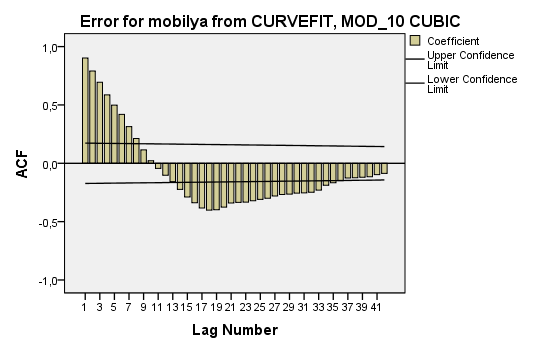 Error for mobilya from CURVEFIT, MOD_10 CUBIC
Coefficient
Upper Confidence
Limit
Lower Confidence
Limit
1,0
0,5
0,0
-0,5
-1,0
ACF
1 3 5 7 9 11 13 15 17 19 21 23 25 27 29 31 33 35 37 39 41
Lag Number